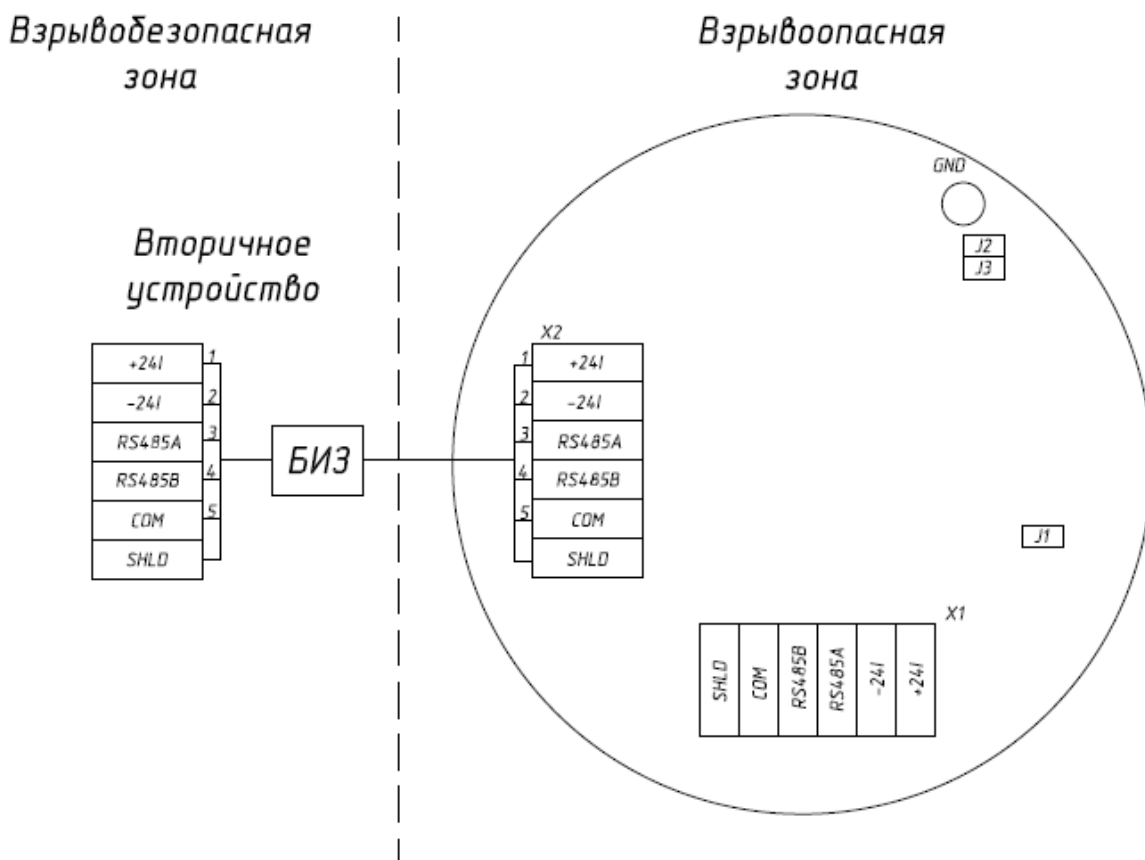 Взрывобезопасная
зона
Взрывоопасная
зона
GND
J2
J3
Вторичное
устройство
X2
+24I
1
1
+24I
-24I
2
2
-24I
RS485A
3
3
RS485A
БИЗ
RS485B
4
4
RS485B
COM
5
5
COM
SHLD
SHLD
J1
X1
SHLD
COM
RS485B
RS485A
-24I
+24I